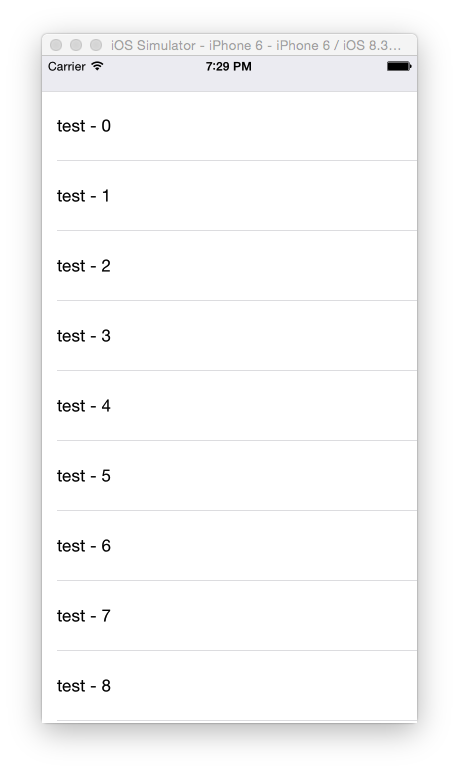 iOS Simulator - iPhone 6 - iPhone 6 / iOS 8.3...
Carrier 7:29 PM
test - 0
test - 1
test - 2
test - 3
test - 4
test - 5
test - 6
test - 7
test - 8